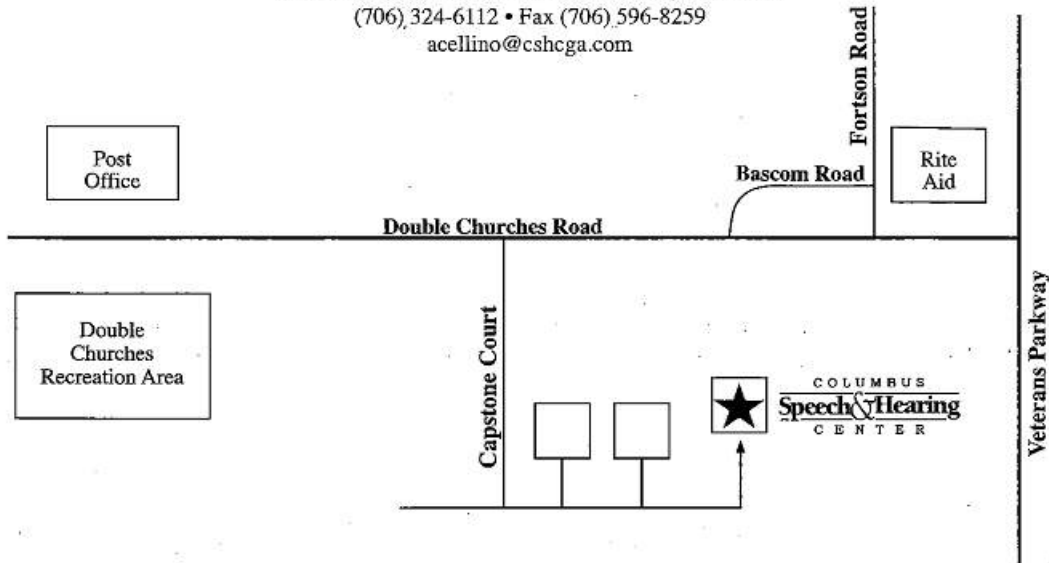 (706) 324-6112 • Fax (706) 596-8259
acellino@cshcga.com
Fortson Road
Post
Office
Rite
Aid
Bascom Road
Double Churches Road
Double
Churches
Recreation Area
Capstone Court
COLUMBUS
Speech & Hearing
CENTER
Veterans Parkway